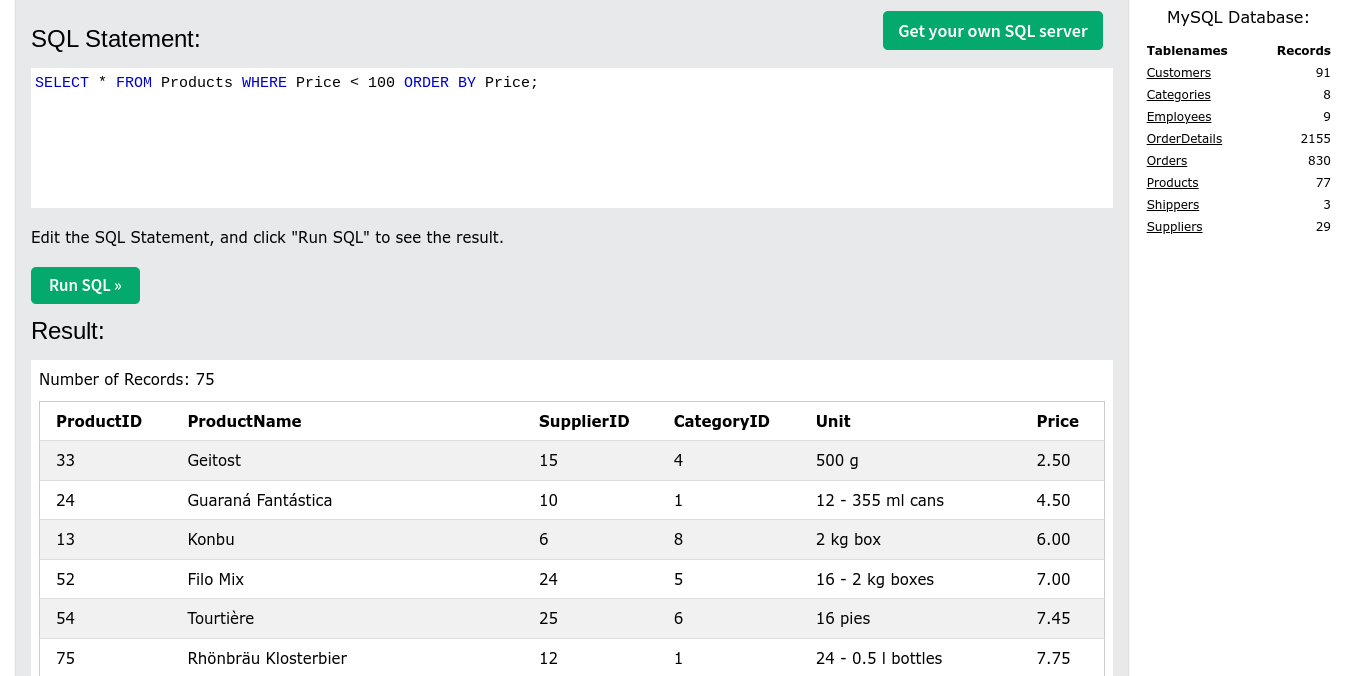 SQL Statement:
Get your own SQL server
SELECT * FROM Products WHERE Price < 100 ORDER BY Price;
Edit the SQL Statement, and click "Run SQL" to see the result.
Run SQL »
Result:
Number of Records: 75
ProductID ProductName SupplierID CategoryID Unit Price
33 Geitost 15 4 500 g 2.50
24 Guaraná Fantástica 10 1 12 - 355 ml cans 4.50
13 Konbu 6 8 2 kg box 6.00
52 Filo Mix 24 5 16 - 2 kg boxes 7.00
54 Tourtière 25 6 16 pies 7.45
75 Rhönbräu Klosterbier 12 1 24 - 0.5 l bottles 7.75
MySQL Database:
Tablenames Records
Customers 91
Categories 8
Employees 9
OrderDetails 2155
Orders 830
Products 77
Shippers 3
Suppliers 29